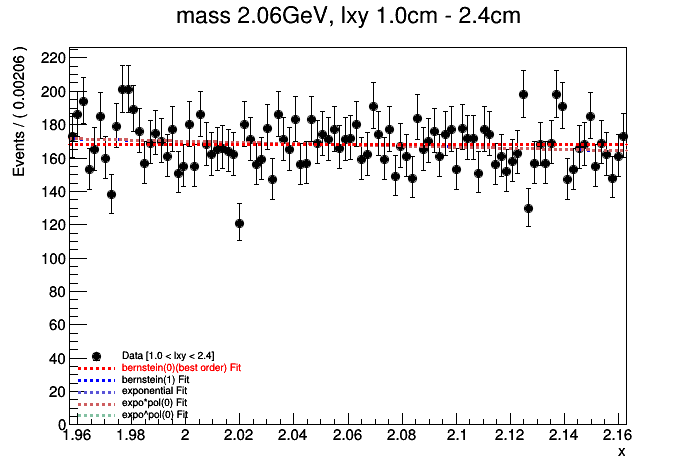 mass 2.06GeV, lxy 1.0cm - 2.4cm
Events / ( 0.00206 )
220
200
180
160
140
120
100
80
60
40
20
0
Data [1.0 < lxy < 2.4]
bernstein(0)(best order) Fit
bernstein(1) Fit
exponential Fit
expo*pol(0) Fit
expo^pol(0) Fit
1.96 1.98 2 2.02 2.04 2.06 2.08 2.1 2.12 2.14 2.16
x